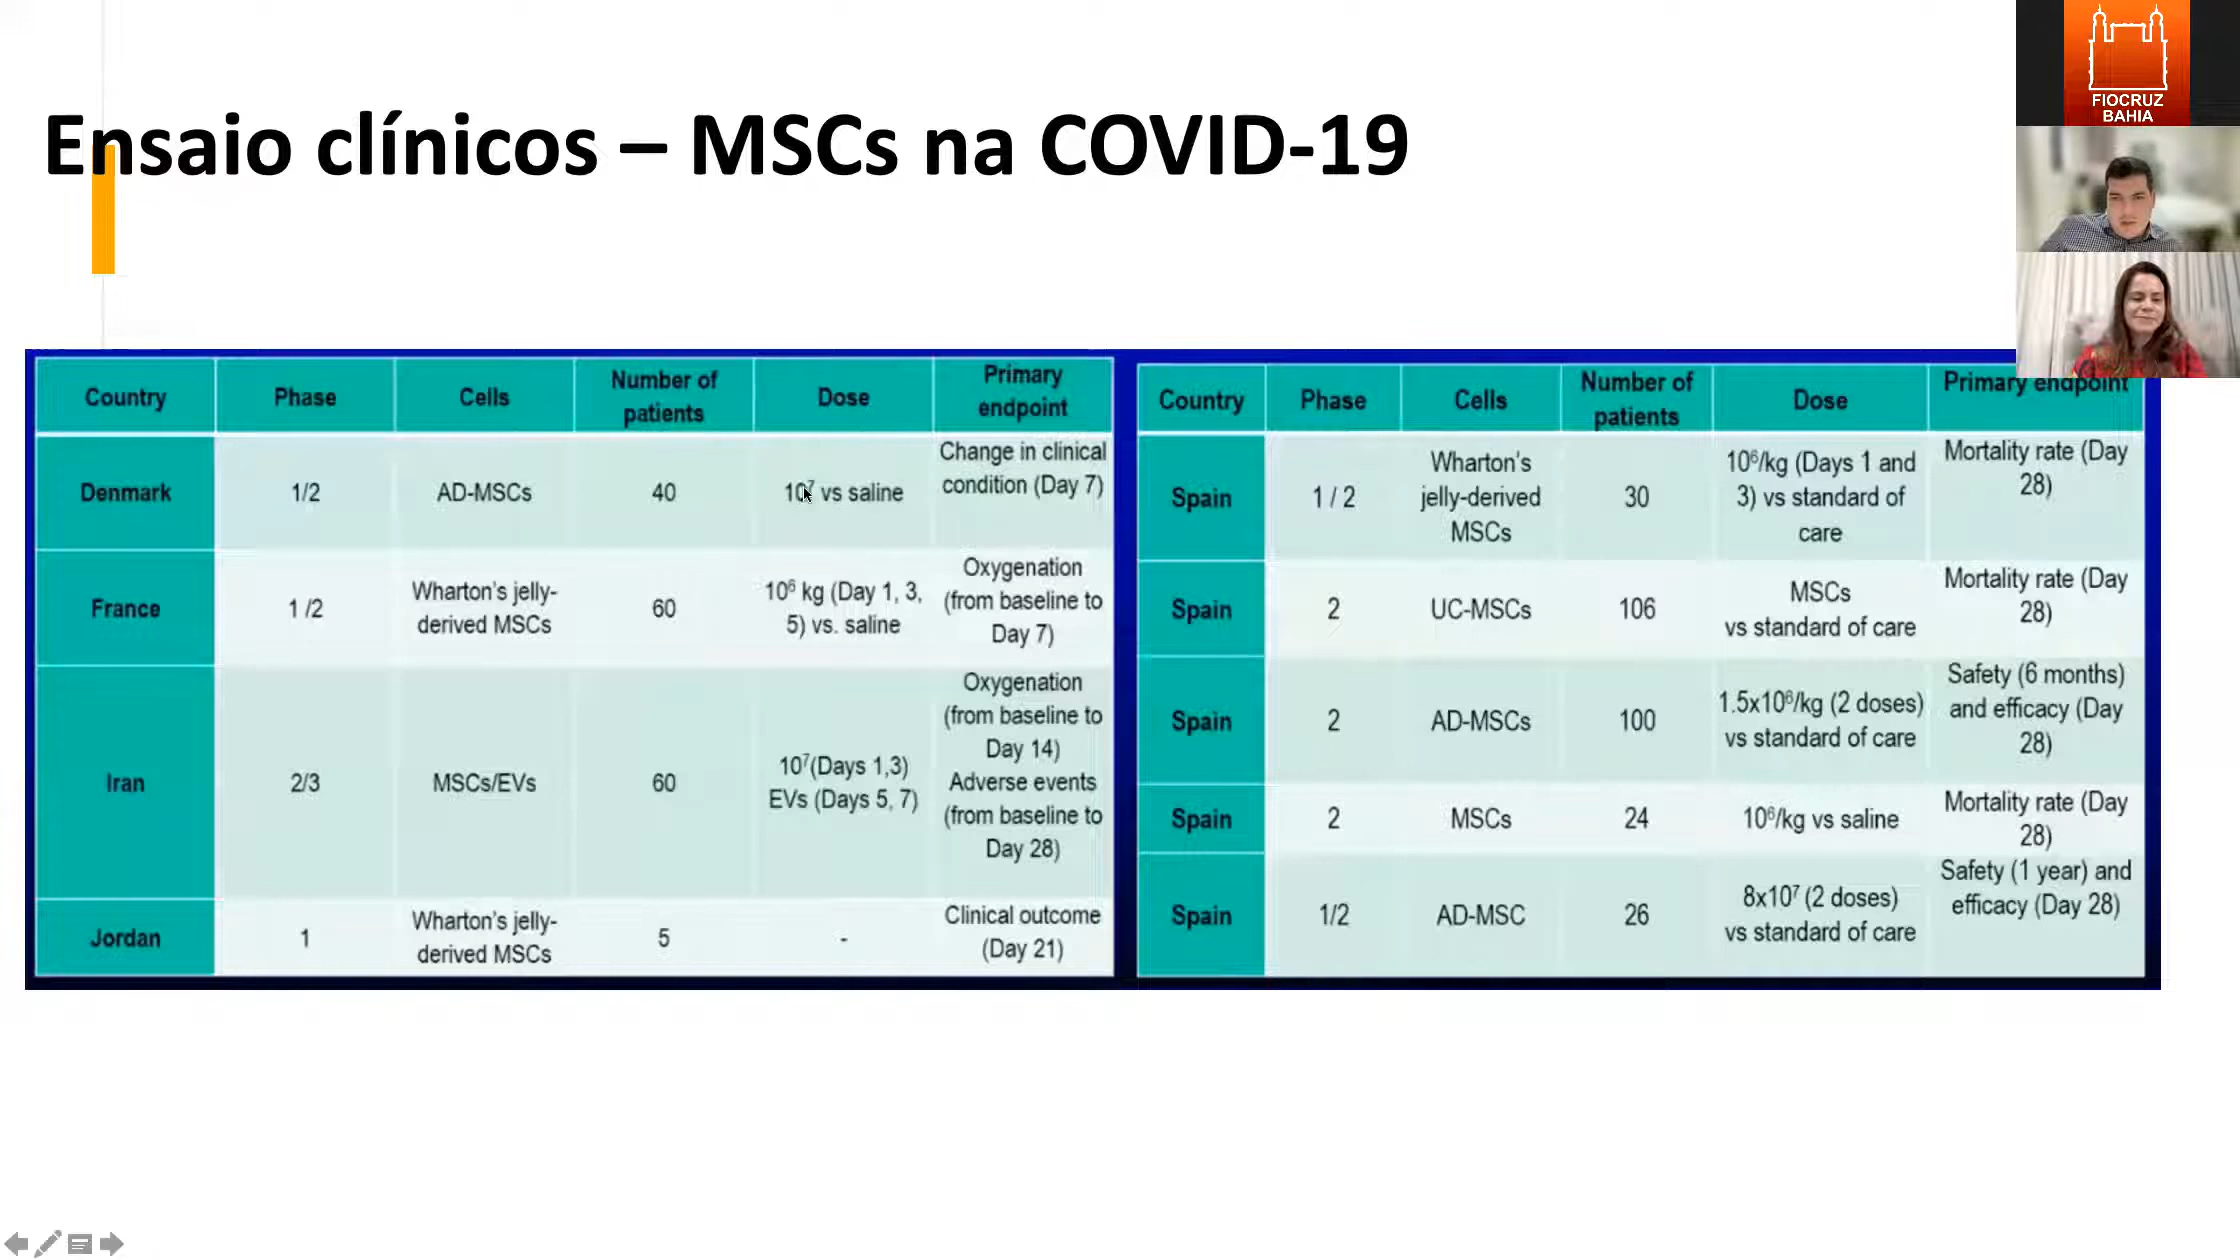 Ensaio clínicos – MSCs na COVID-19
FIOCRUZ
BAHIA
Country Phase Cells Number of patients Dose Primary endpoint
Denmark 1/2 AD-MSCs 40 10⁷ vs saline Change in clinical condition (Day 7)
France 1 /2 Wharton's jelly-derived MSCs 60 10⁶ kg (Day 1, 3, 5) vs. saline Oxygenation (from baseline to Day 7)
Iran 2/3 MSCs/EVs 60 10⁷(Days 1,3) EVs (Days 5, 7) Oxygenation (from baseline to Day 14) Adverse events (from baseline to Day 28)
Jordan 1 Wharton's jelly-derived MSCs 5 - Clinical outcome (Day 21)
Country Phase Cells Number of patients Dose Primary endpoint
Spain 1 / 2 Wharton's jelly-derived MSCs 30 10⁶/kg (Days 1 and 3) vs standard of care Mortality rate (Day 28)
Spain 2 UC-MSCs 106 MSCs vs standard of care Mortality rate (Day 28)
Spain 2 AD-MSCs 100 1.5x10⁶/kg (2 doses) vs standard of care Safety (6 months) and efficacy (Day 28)
Spain 2 MSCs 24 10⁶/kg vs saline Mortality rate (Day 28)
Spain 1/2 AD-MSC 26 8x10⁷ (2 doses) vs standard of care Safety (1 year) and efficacy (Day 28)